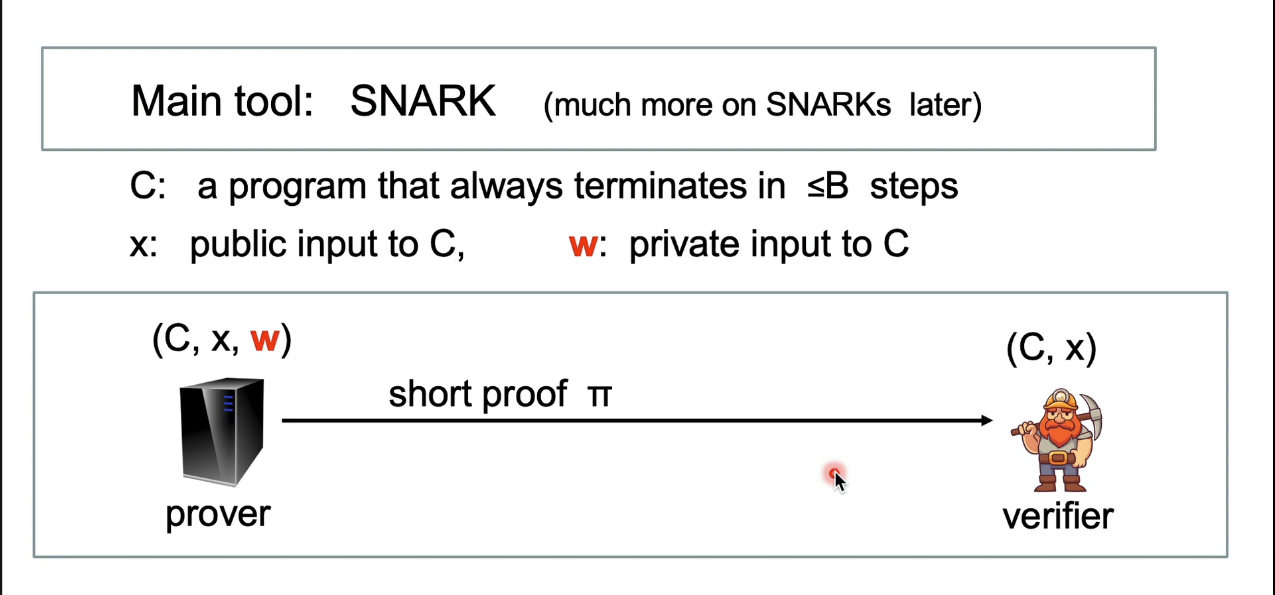 Main tool: SNARK (much more on SNARKs later)
C: a program that always terminates in ≤B steps
x: public input to C, w: private input to C
(C, x, w)
(C, x)
short proof π
prover
verifier